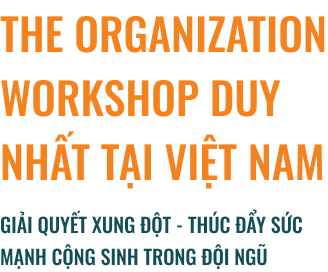 THE ORGANIZATION
WORKSHOP DUY
NHẤT TẠI VIỆT NAM
GIẢI QUYẾT XUNG ĐỘT - THÚC ĐẨY SỨC
MẠNH CỘNG SINH TRONG ĐỘI NGŨ